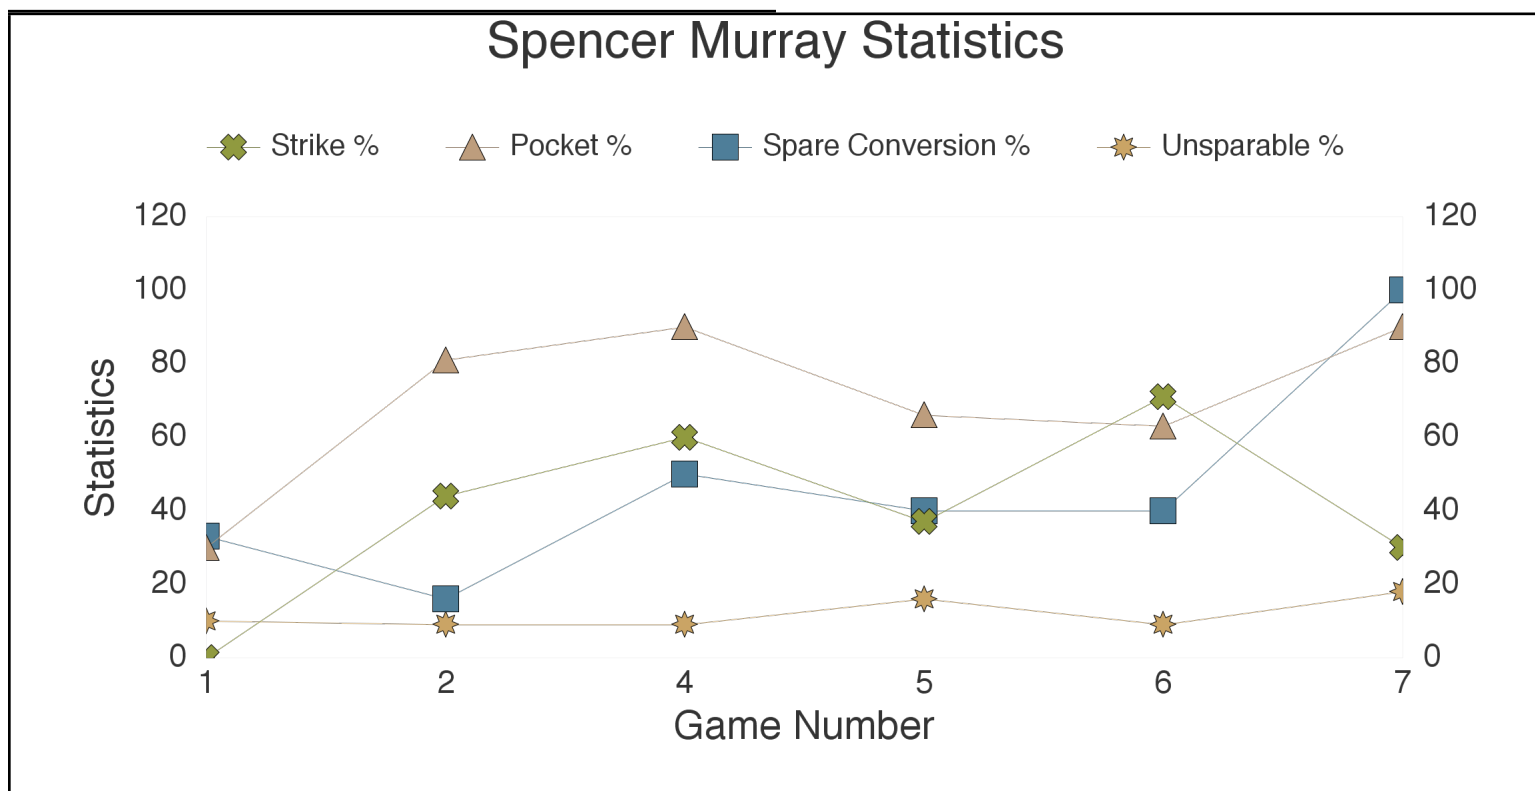 Spencer Murray Statistics
Strike % Pocket % Spare Conversion % Unsparable %
120 120
100 100
80 80
60 60
40 40
20 20
0 0
Statistics
1 2 4 5 6 7
Game Number